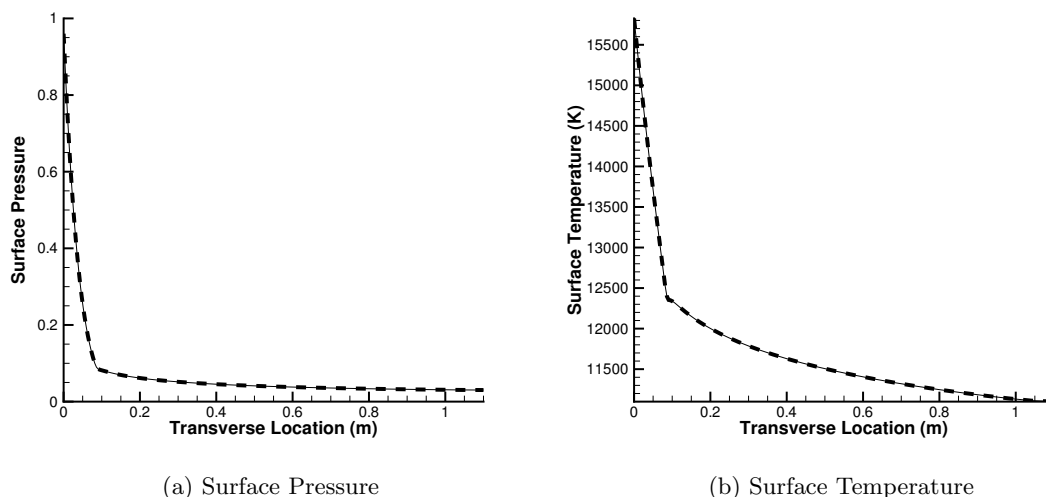 1
0.8
0.6
0.4
0.2
0
Surface Pressure
0 0.2 0.4 0.6 0.8 1
Transverse Location (m)
(a) Surface Pressure
15500
15000
14500
14000
13500
13000
12500
12000
11500
Surface Temperature (K)
0 0.2 0.4 0.6 0.8 1
Transverse Location (m)
(b) Surface Temperature